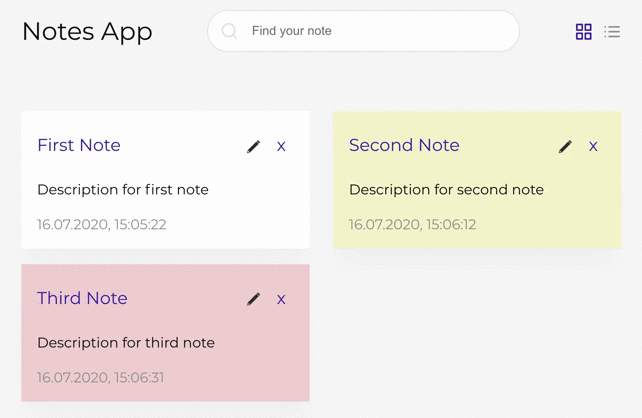 Notes App
Find your note
First Note x
Description for first note
16.07.2020, 15:05:22
Second Note x
Description for second note
16.07.2020, 15:06:12
Third Note x
Description for third note
16.07.2020, 15:06:31